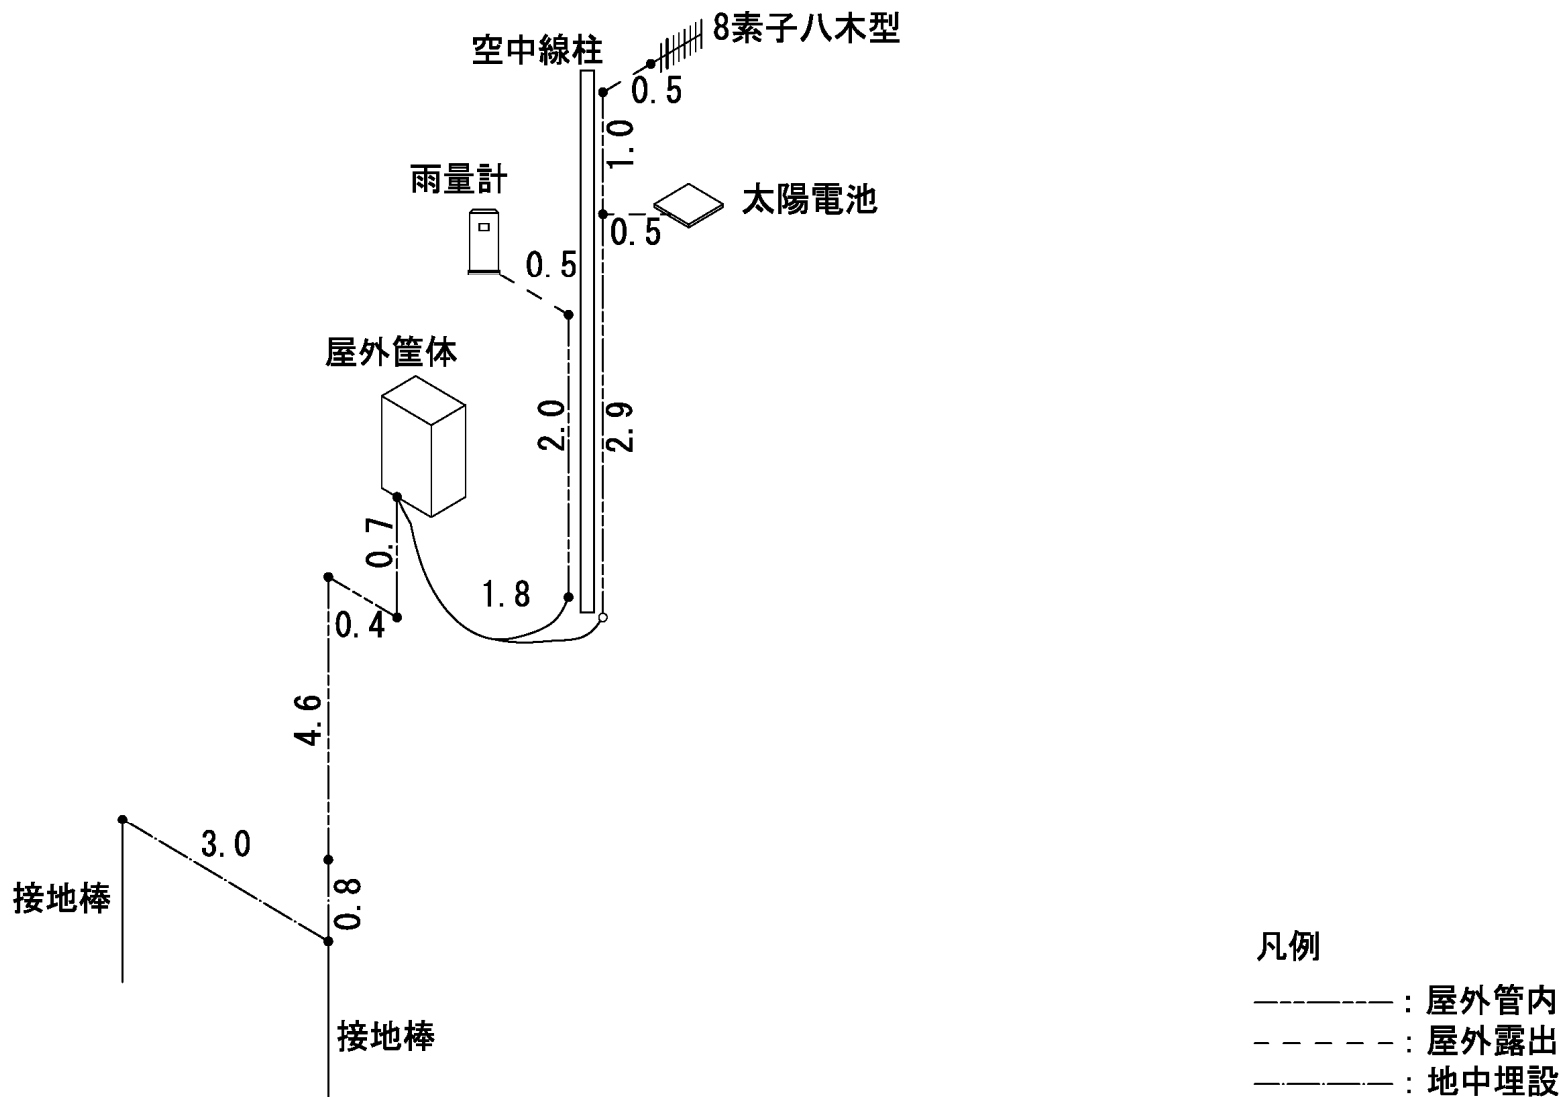 8素子八木型
空中線柱
0.5
1.0
雨量計
太陽電池
0.5
0.5
屋外筐体
2.0
2.9
0.7
1.8
0.4
4.6
3.0
接地棒
0.8
接地棒
凡例
：屋外管内
：屋外露出
：地中埋設